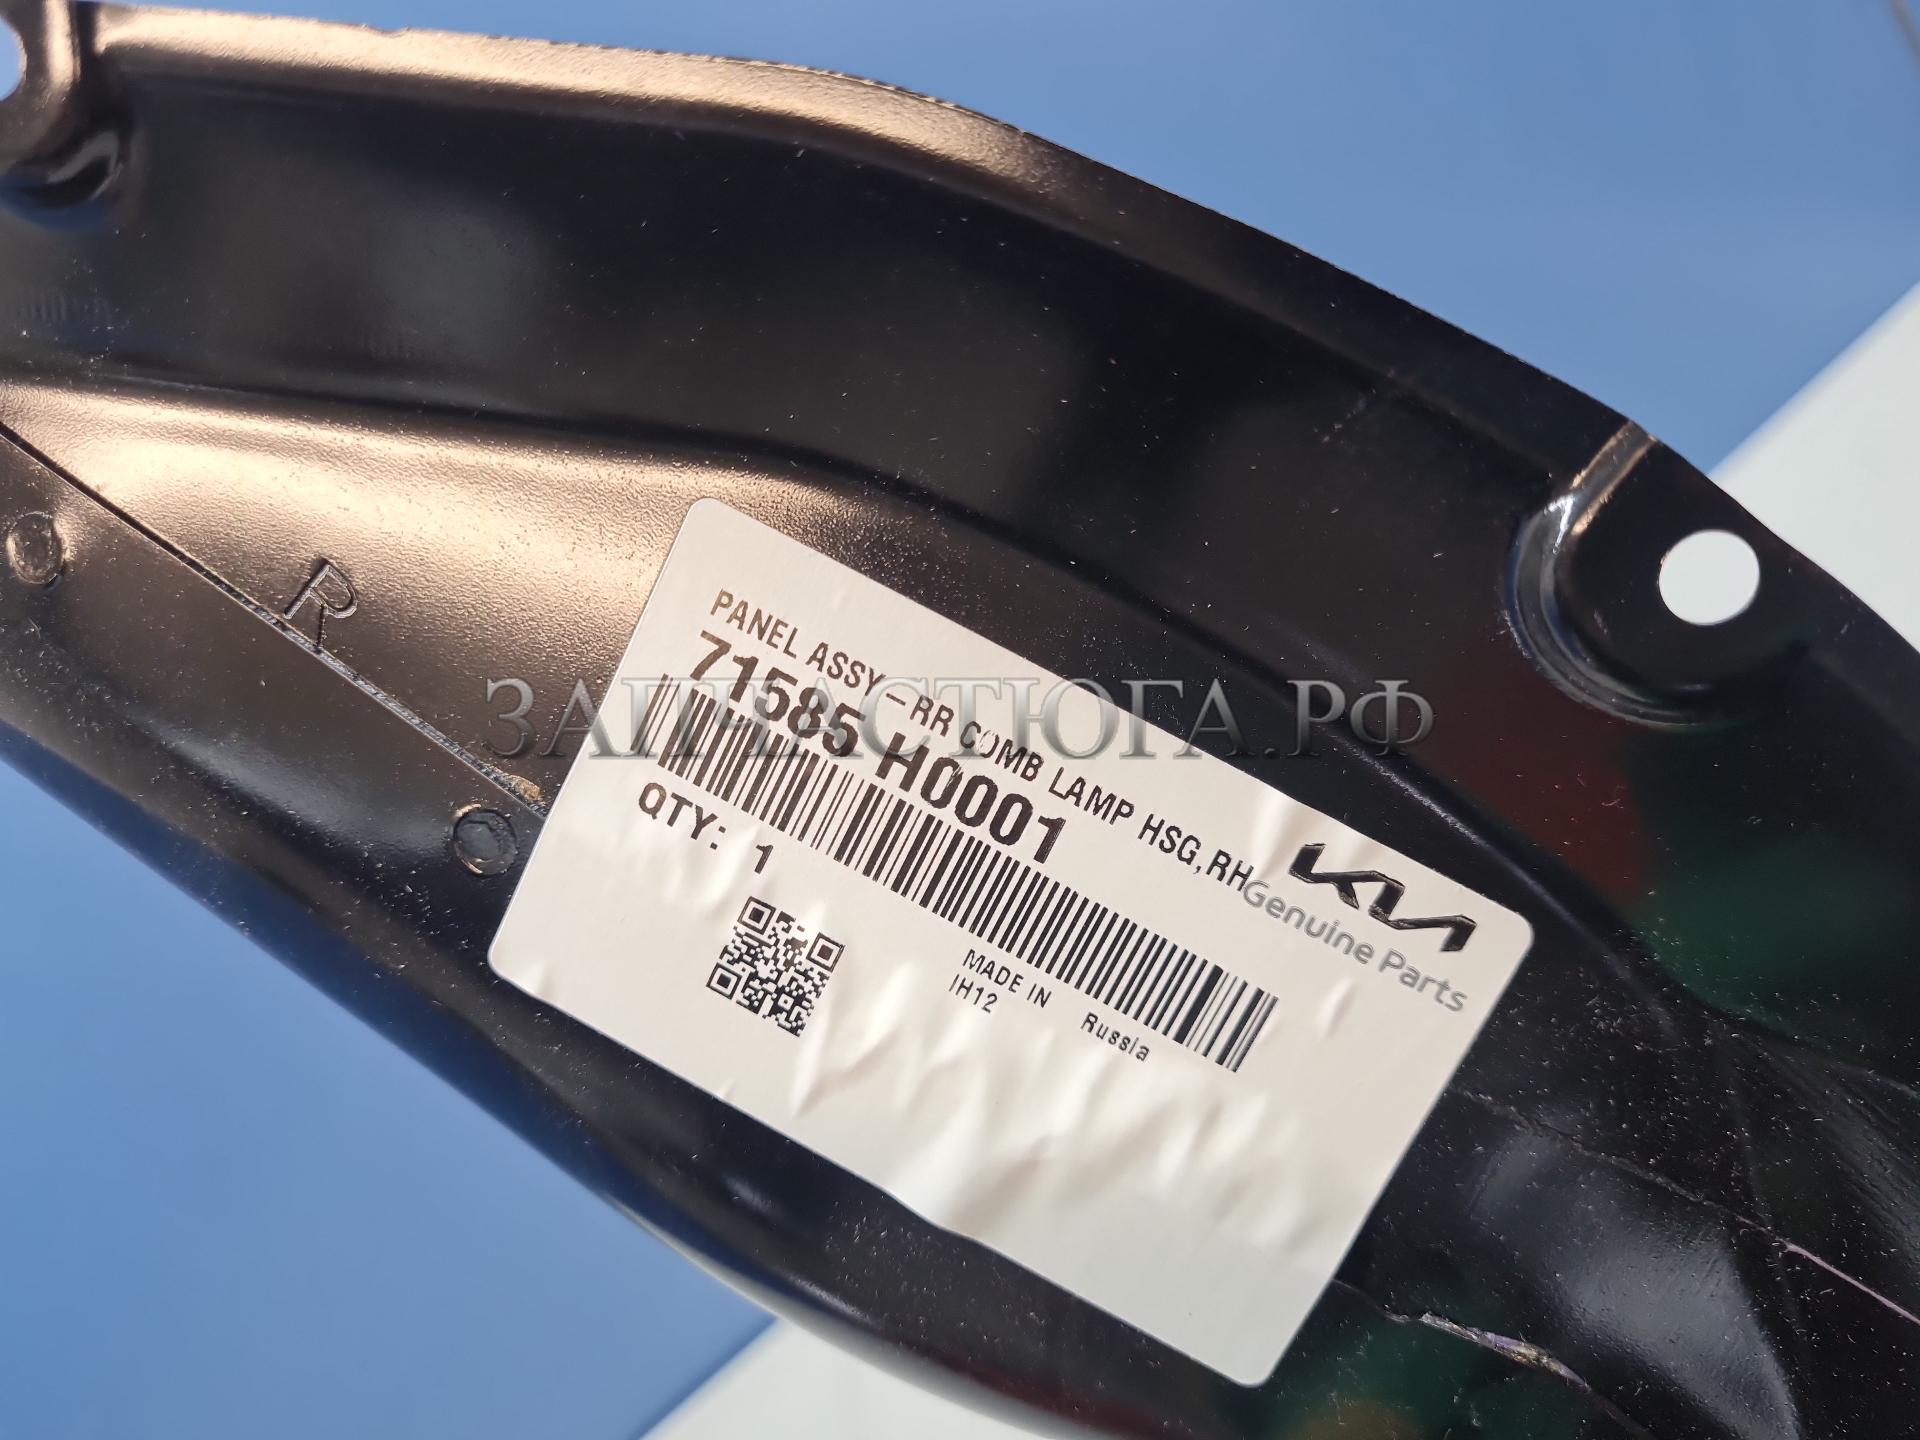 R
PANEL ASSY-RR COMB LAMP HSG,RH
71585 H0001
QTY: 1
KIA
Genuine Parts
MADE IN Russia
IH12
ЗАПЧАСТЮГА.РФ